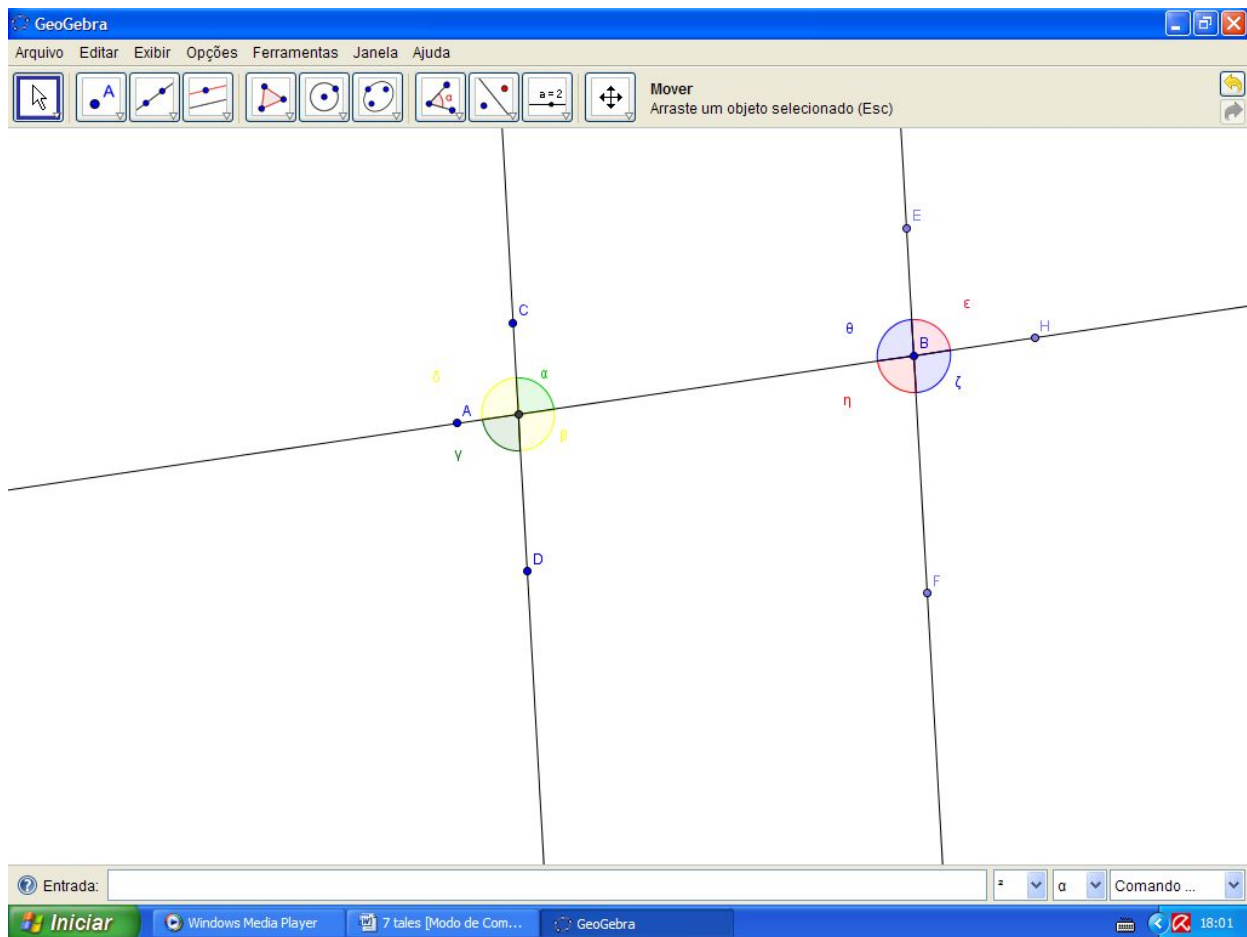 GeoGebra
Arquivo Editar Exibir Opções Ferramentas Janela Ajuda
A
α
a = 2
Mover
Arraste um objeto selecionado (Esc)
E
C
θ
ε
B
H
δ
α
A
η
ζ
γ
β
D
F
Entrada:
²
α
Comando ...
Iniciar
Windows Media Player
7 tales [Modo de Com...
GeoGebra
18:01